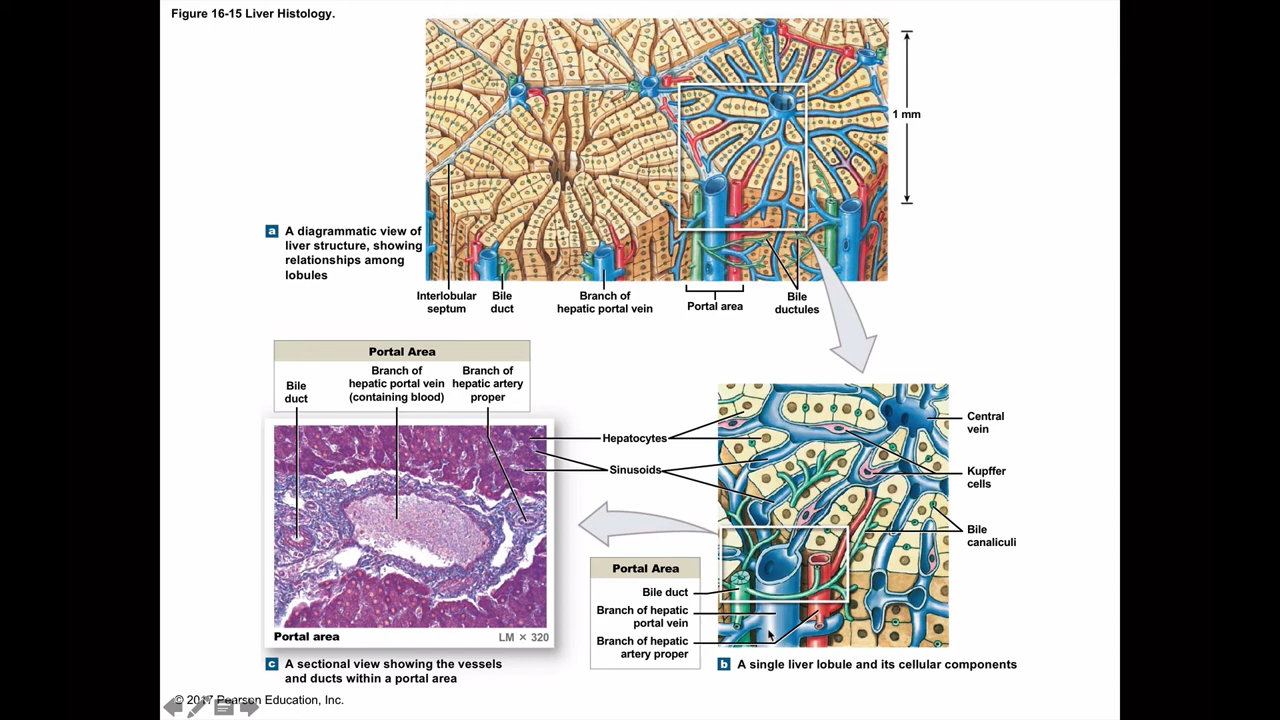 Figure 16-15 Liver Histology.
1 mm
a A diagrammatic view of
liver structure, showing
relationships among
lobules
Interlobular
septum
Bile
duct
Branch of
hepatic portal vein
Portal area
Bile
ductules
Portal Area
Bile
duct
Branch of
hepatic portal vein
(containing blood)
Branch of
hepatic artery
proper
Hepatocytes
Sinusoids
Central
vein
Kupffer
cells
Bile
canaliculi
Portal Area
Bile duct
Branch of hepatic
portal vein
Branch of hepatic
artery proper
Portal area
LM × 320
c A sectional view showing the vessels
and ducts within a portal area
b A single liver lobule and its cellular components
© 2017 Pearson Education, Inc.